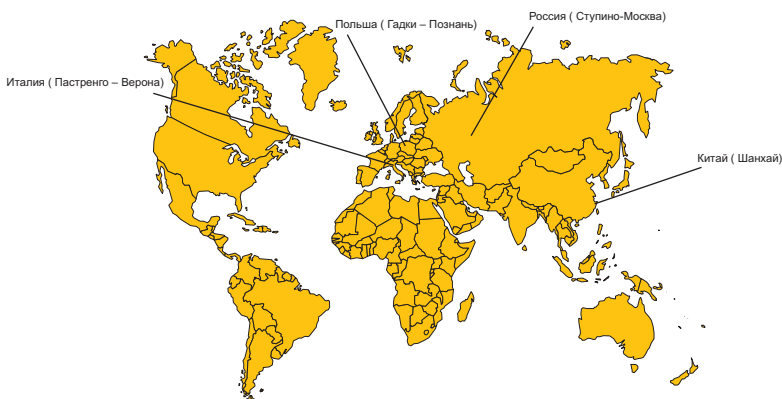 Россия ( Ступино-Москва)
Польша ( Гадки – Познань)
Италия ( Пастренго – Верона)
Китай ( Шанхай)